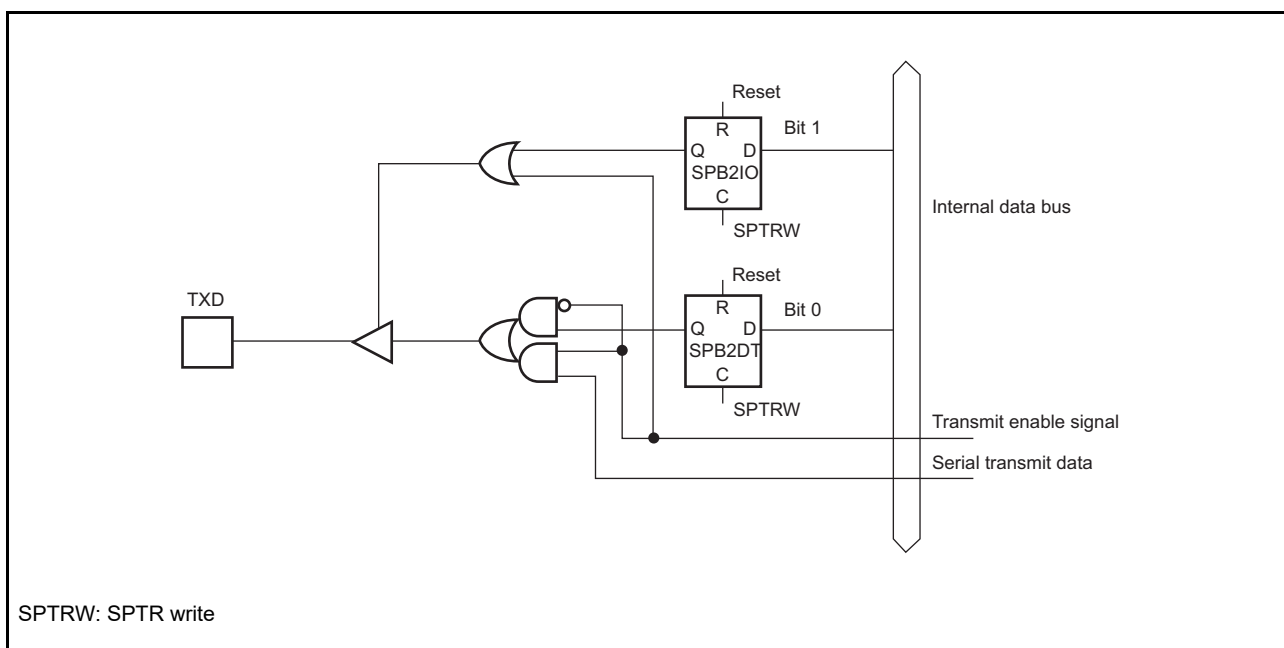 Reset
R
Bit 1
Q D
SPB2IO
C
SPTRW
Internal data bus
Reset
R
Bit 0
Q D
SPB2DT
C
SPTRW
TXD
Transmit enable signal
Serial transmit data
SPTRW: SPTR write